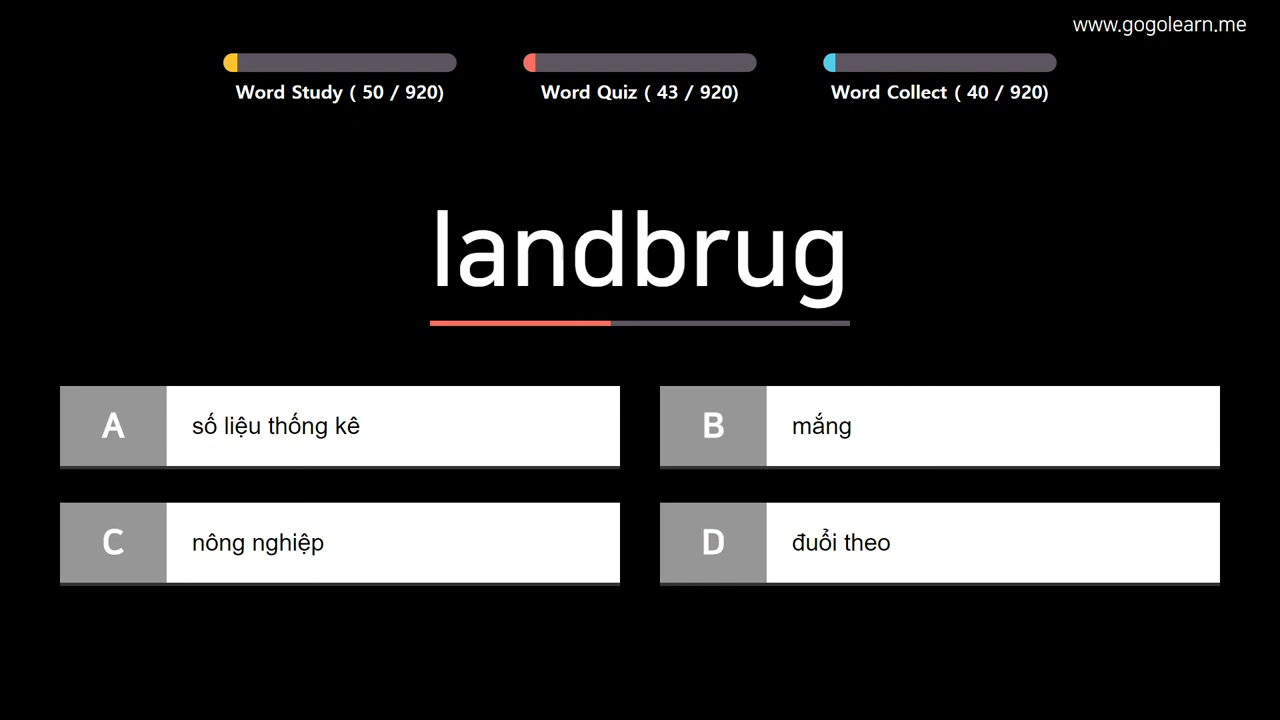 www.gogolearn.me
Word Study ( 50 / 920)
Word Quiz ( 43 / 920)
Word Collect ( 40 / 920)
landbrug
A số liệu thống kê
B mắng
C nông nghiệp
D đuổi theo